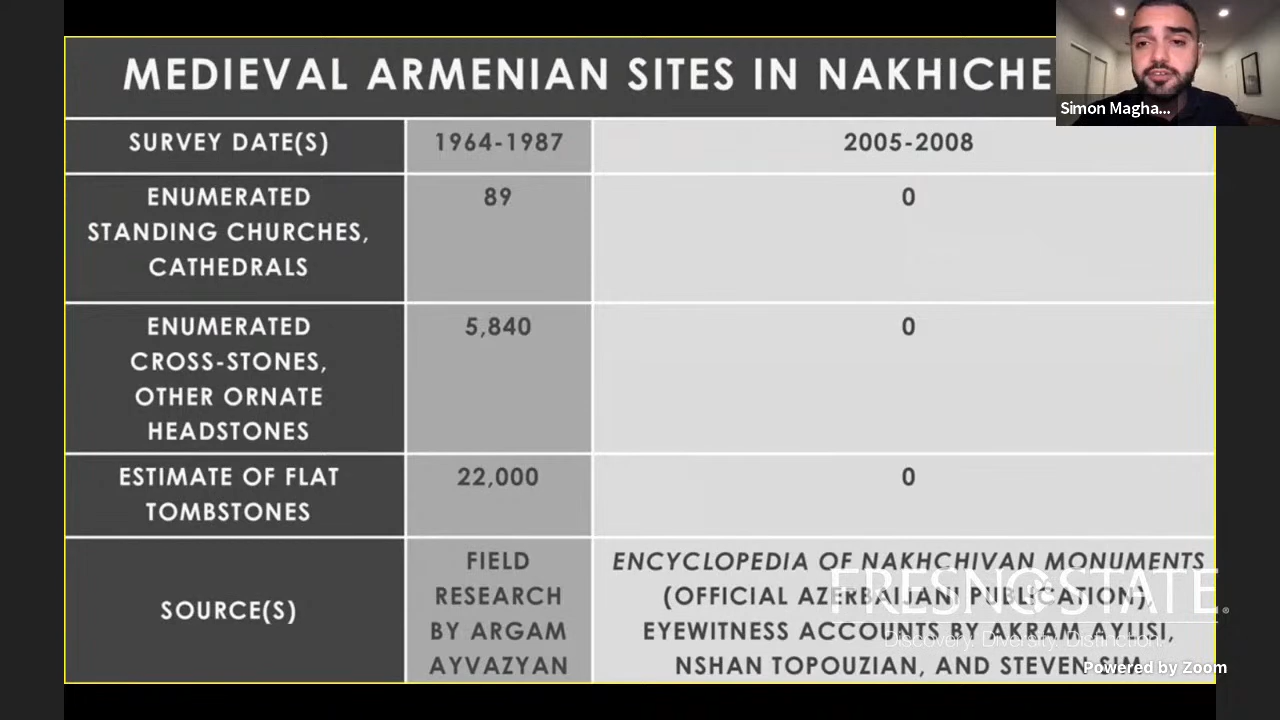 MEDIEVAL ARMENIAN SITES IN NAKHICHE
Simon Magha...
SURVEY DATE(S)
1964-1987
2005-2008
ENUMERATED
STANDING CHURCHES,
CATHEDRALS
89
0
ENUMERATED
CROSS-STONES,
OTHER ORNATE
HEADSTONES
5,840
0
ESTIMATE OF FLAT
TOMBSTONES
22,000
0
SOURCE(S)
FIELD
RESEARCH
BY ARGAM
AYVAZYAN
ENCYCLOPEDIA OF NAKHCHIVAN MONUMENTS
(OFFICIAL AZERBAIJANI PUBLICATION),
EYEWITNESS ACCOUNTS BY AKRAM AYLISI,
NSHAN TOPOUZIAN, AND STEVEN
FRESNO STATE
Discovery. Diversity. Distinction.
Powered by Zoom